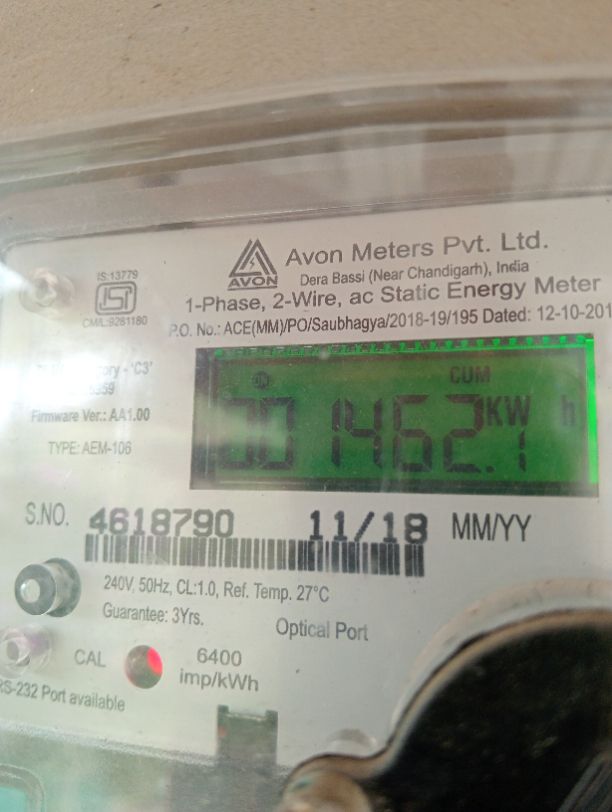 Avon Meters Pvt. Ltd.
AVON
Dera Bassi (Near Chandigarh), India
IS:13779
ISI
CM/L:9281180
1-Phase, 2-Wire, ac Static Energy Meter
P.O. No.: ACE(MM)/PO/Saubhagya/2018-19/195 Dated: 12-10-201
ory - 'C3'
Firmware Ver.: AA1.00
TYPE: AEM-106
CUM
001462.1 KW h
S.NO. 4618790 11/18 MM/YY
240V, 50Hz, CL:1.0, Ref. Temp. 27°C
Guarantee: 3Yrs.
Optical Port
CAL 6400
imp/kWh
RS-232 Port available